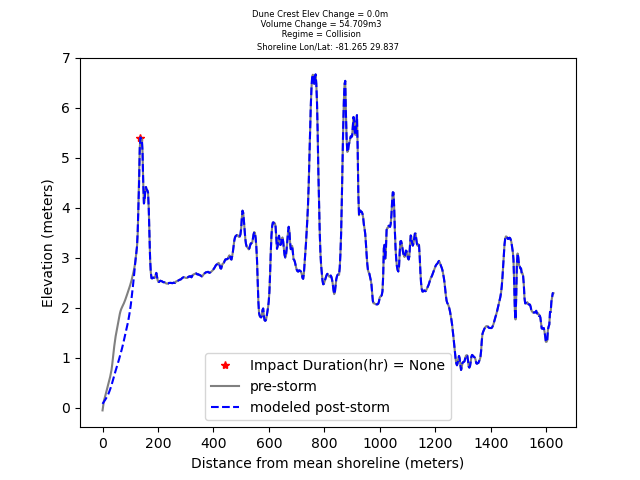 Dune Crest Elev Change = 0.0m
Volume Change = 54.709m3
Regime = Collision
Shoreline Lon/Lat: -81.265 29.837
7
6
5
4
3
2
1
0
Elevation (meters)
Impact Duration(hr) = None
pre-storm
modeled post-storm
0 200 400 600 800 1000 1200 1400 1600
Distance from mean shoreline (meters)